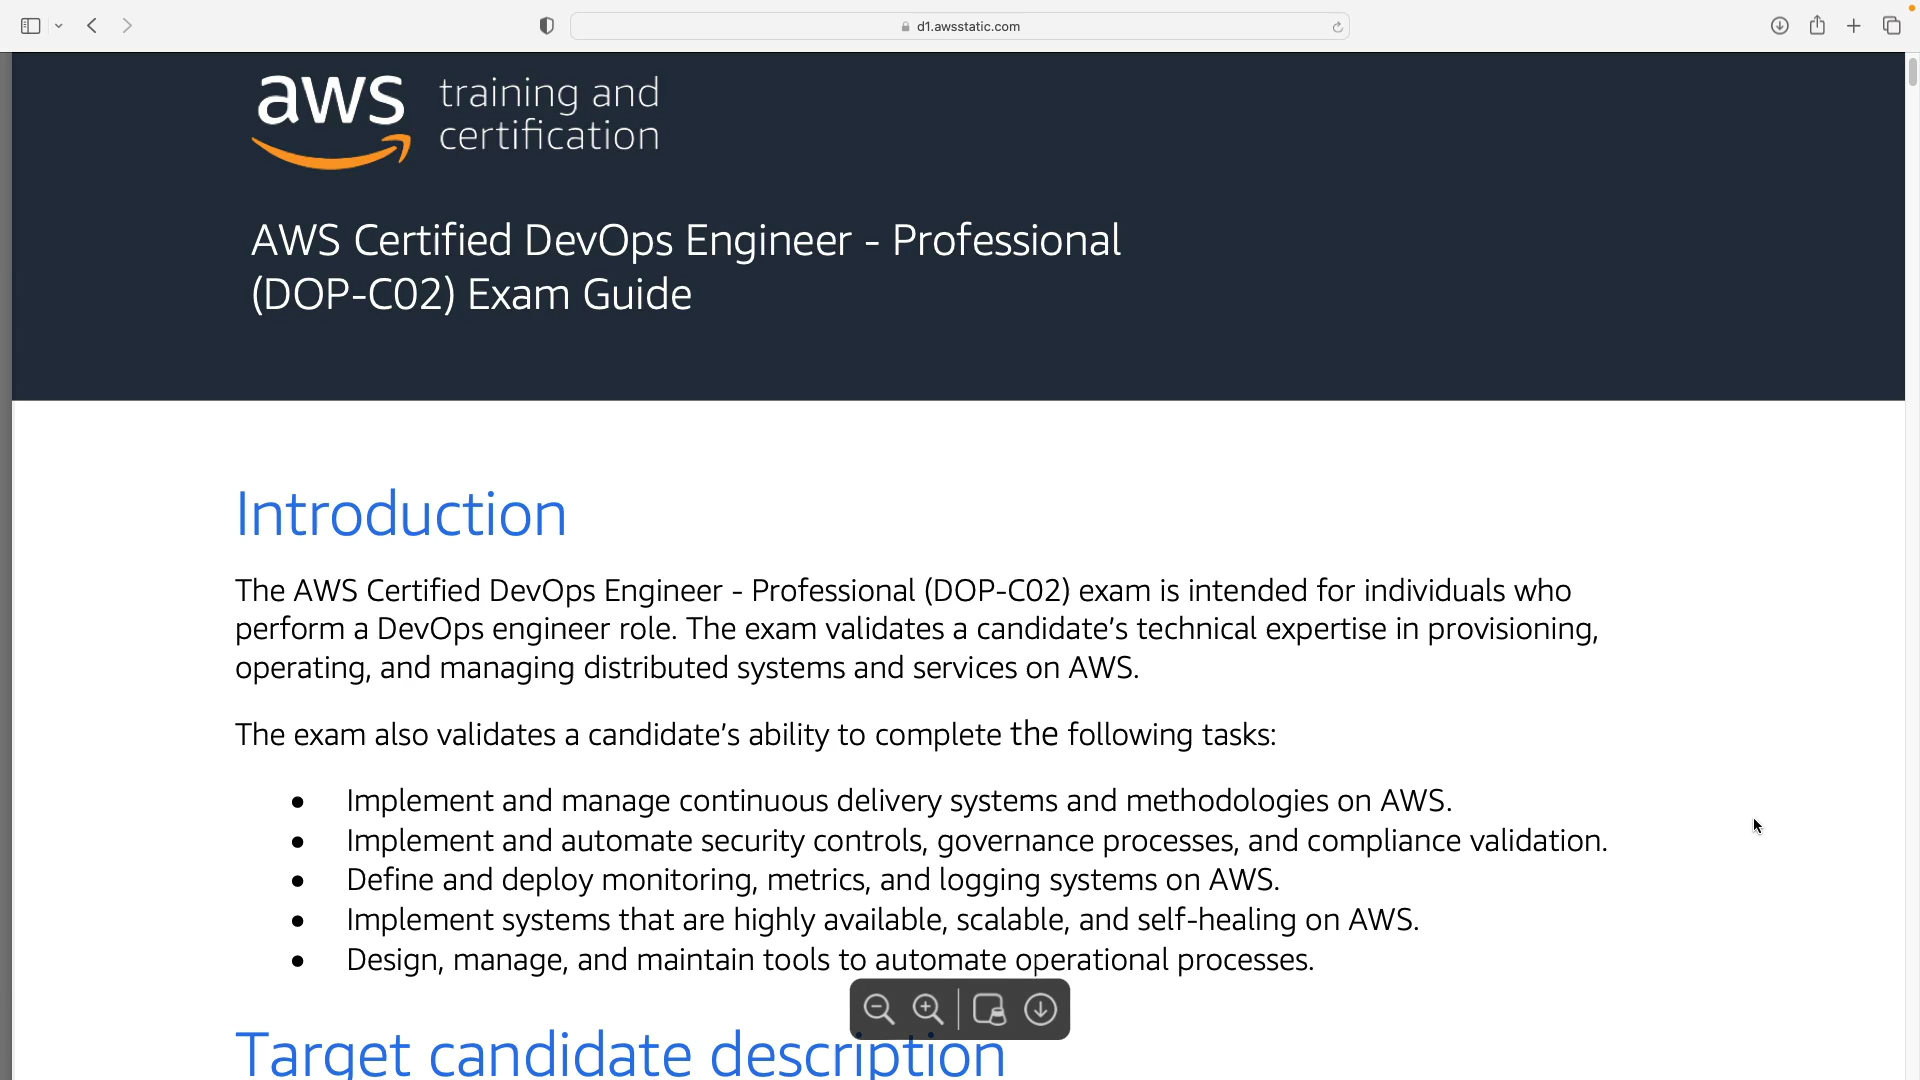 d1.awsstatic.com
aws training and
certification
AWS Certified DevOps Engineer - Professional
(DOP-C02) Exam Guide
Introduction
The AWS Certified DevOps Engineer - Professional (DOP-C02) exam is intended for individuals who
perform a DevOps engineer role. The exam validates a candidate's technical expertise in provisioning,
operating, and managing distributed systems and services on AWS.
The exam also validates a candidate's ability to complete the following tasks:
• Implement and manage continuous delivery systems and methodologies on AWS.
• Implement and automate security controls, governance processes, and compliance validation.
• Define and deploy monitoring, metrics, and logging systems on AWS.
• Implement systems that are highly available, scalable, and self-healing on AWS.
• Design, manage, and maintain tools to automate operational processes.
Target candidate description